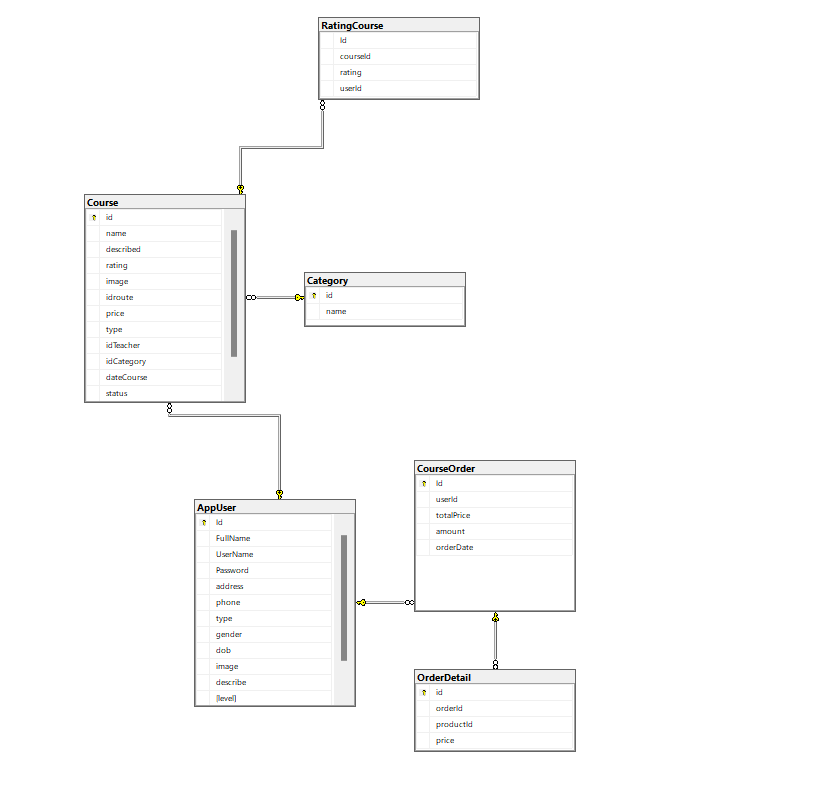 RatingCourse
Id
courseId
rating
userId
Course
id
name
described
rating
image
idroute
price
type
idTeacher
idCategory
dateCourse
status
Category
id
name
AppUser
Id
FullName
UserName
Password
address
phone
type
gender
dob
image
describe
[level]
CourseOrder
Id
userId
totalPrice
amount
orderDate
OrderDetail
id
orderId
productId
price